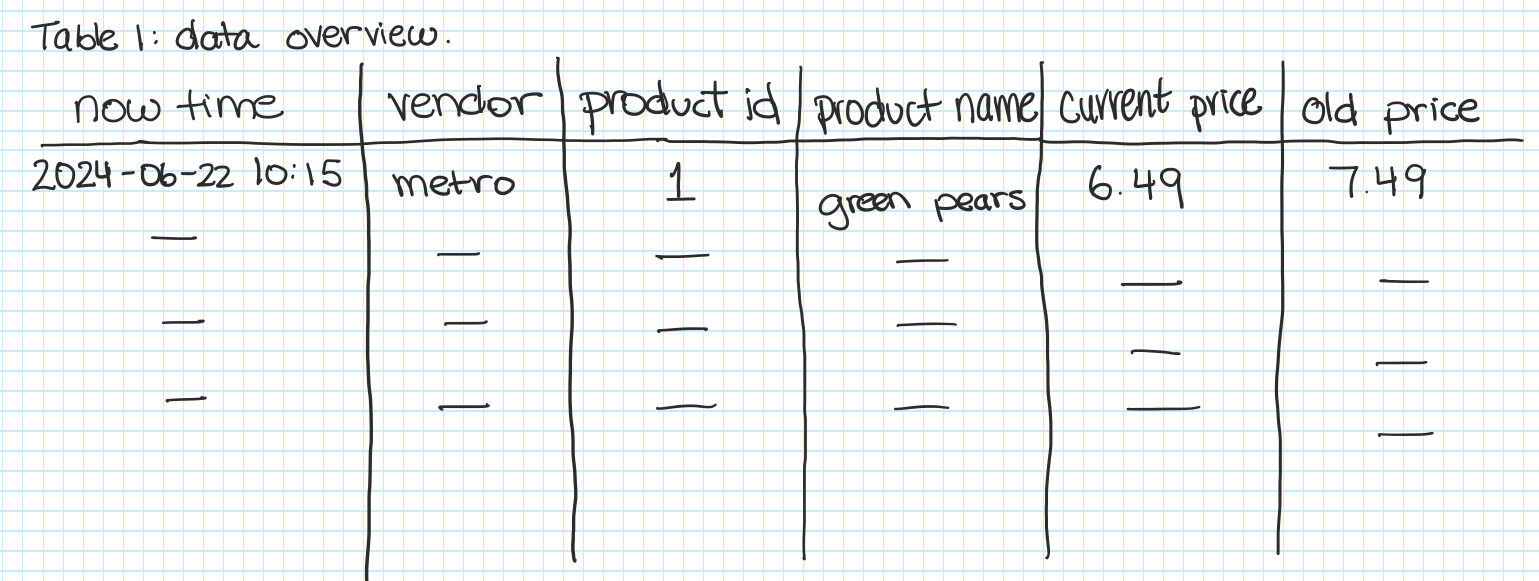 Table 1: data overview.
now time vendor product id product name current price old price
2024-06-22 10:15 metro 1 green pears 6.49 7.49
— — — — — —
— — — — — —
— — — — — —